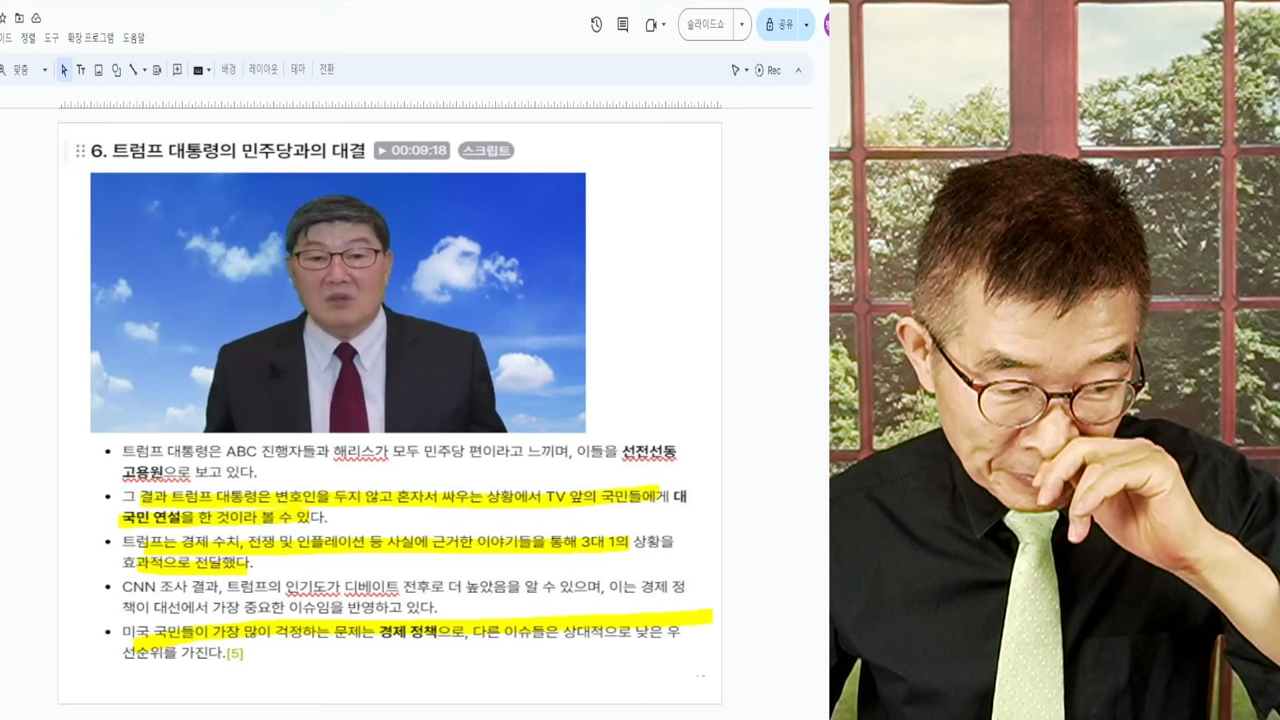 이드 정렬 도구 확장 프로그램 도움말
슬라이드쇼
공유
맞춤
배경 레이아웃 테마 전환
Rec
6. 트럼프 대통령의 민주당과의 대결 ▶ 00:09:18 스크립트
• 트럼프 대통령은 ABC 진행자들과 해리스가 모두 민주당 편이라고 느끼며, 이들을 선전선동
고용원으로 보고 있다.
• 그 결과 트럼프 대통령은 변호인을 두지 않고 혼자서 싸우는 상황에서 TV 앞의 국민들에게 대
국민 연설을 한 것이라 볼 수 있다.
• 트럼프는 경제 수치, 전쟁 및 인플레이션 등 사실에 근거한 이야기들을 통해 3대 1의 상황을
효과적으로 전달했다.
• CNN 조사 결과, 트럼프의 인기도가 디베이트 전후로 더 높았음을 알 수 있으며, 이는 경제 정
책이 대선에서 가장 중요한 이슈임을 반영하고 있다.
• 미국 국민들이 가장 많이 걱정하는 문제는 경제 정책으로, 다른 이슈들은 상대적으로 낮은 우
선순위를 가진다.[5]